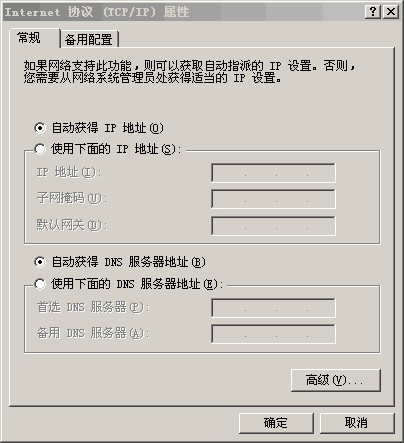 Internet 协议 (TCP/IP) 属性
常规 备用配置
如果网络支持此功能，则可以获取自动指派的 IP 设置。否则，
您需要从网络系统管理员处获得适当的 IP 设置。
自动获得 IP 地址(O)
使用下面的 IP 地址(S):
IP 地址(I):
子网掩码(U):
默认网关(D):
自动获得 DNS 服务器地址(B)
使用下面的 DNS 服务器地址(E):
首选 DNS 服务器(P):
备用 DNS 服务器(A):
高级(V)...
确定 取消